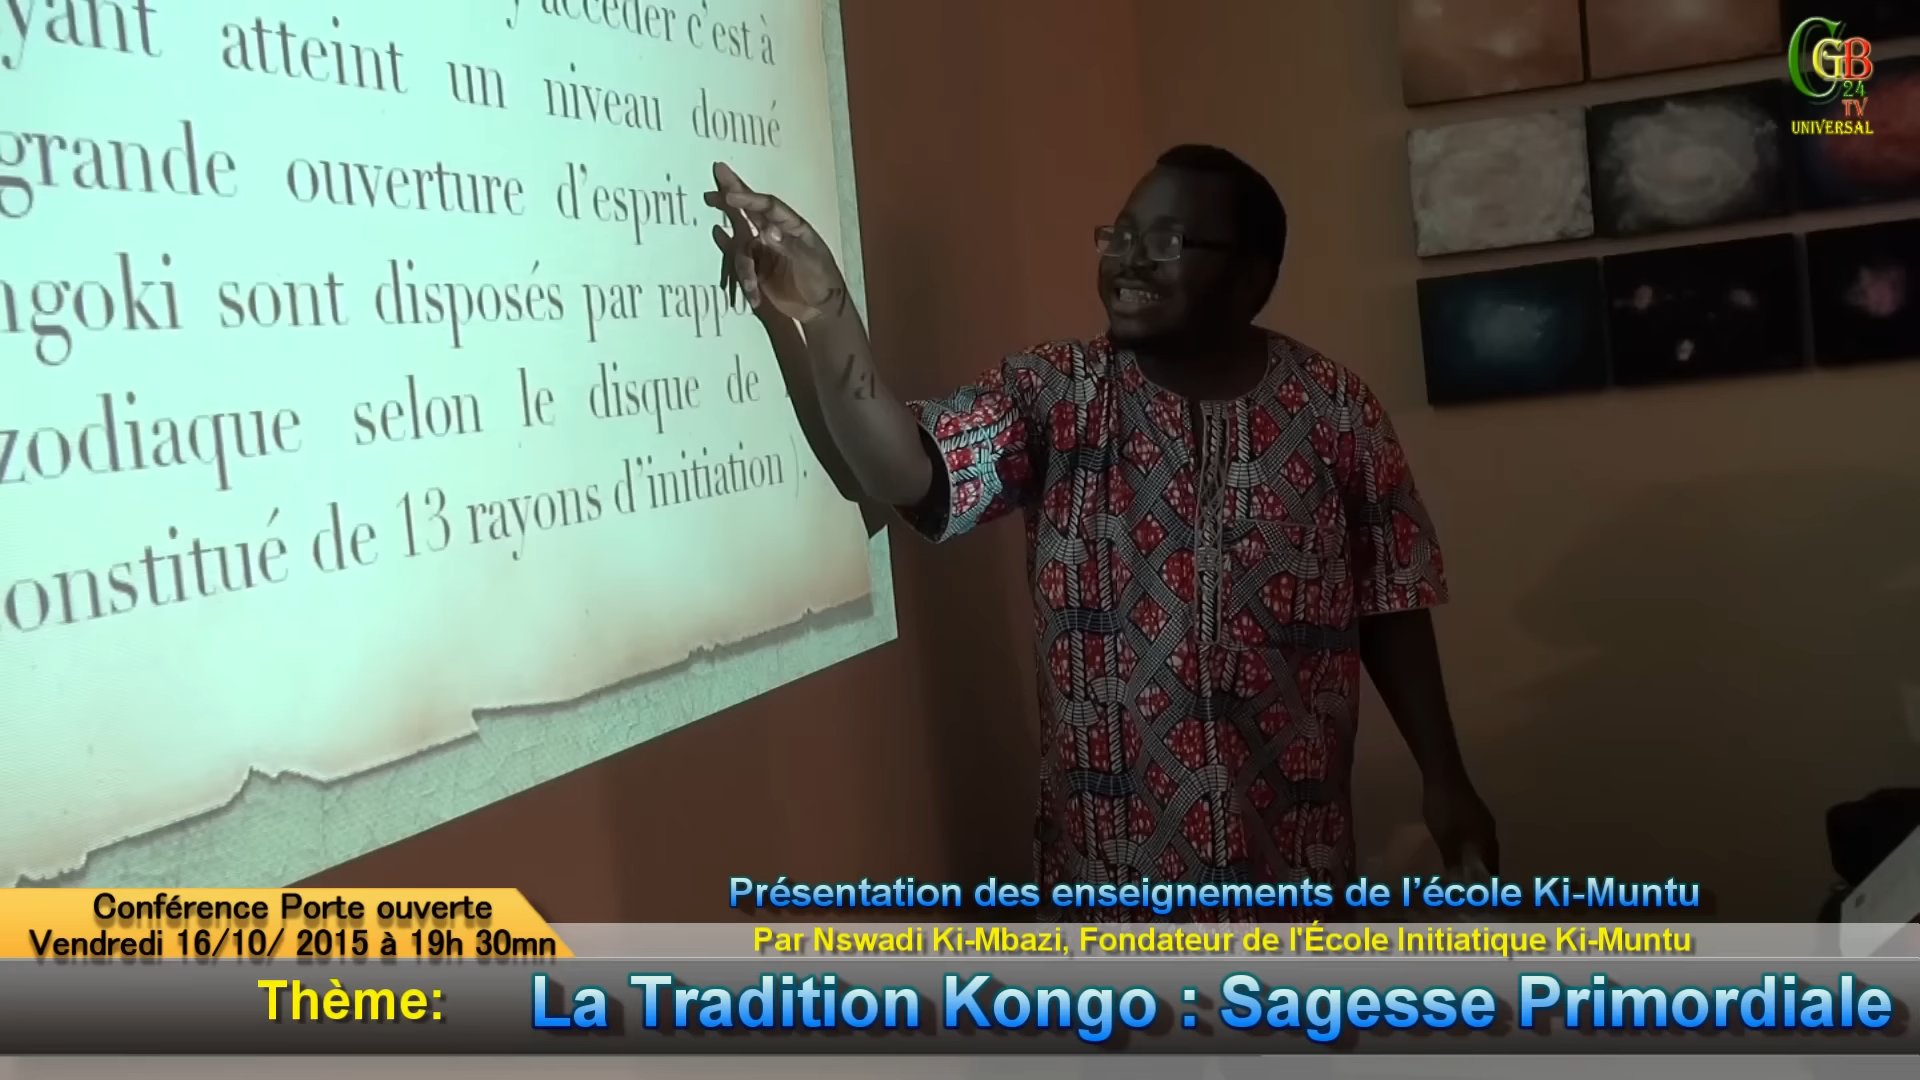 y accéder c'est à
yant atteint un niveau donné
grande ouverture d'esprit.
ngoki sont disposés par rappo
zodiaque selon le disque de
onstitué de 13 rayons d'initiation ).
CGB
24
TV
UNIVERSAL
Conférence Porte ouverte
Vendredi 16/10/ 2015 à 19h 30mn
Présentation des enseignements de l'école Ki-Muntu
Par Nswadi Ki-Mbazi, Fondateur de l'École Initiatique Ki-Muntu
Thème: La Tradition Kongo : Sagesse Primordiale